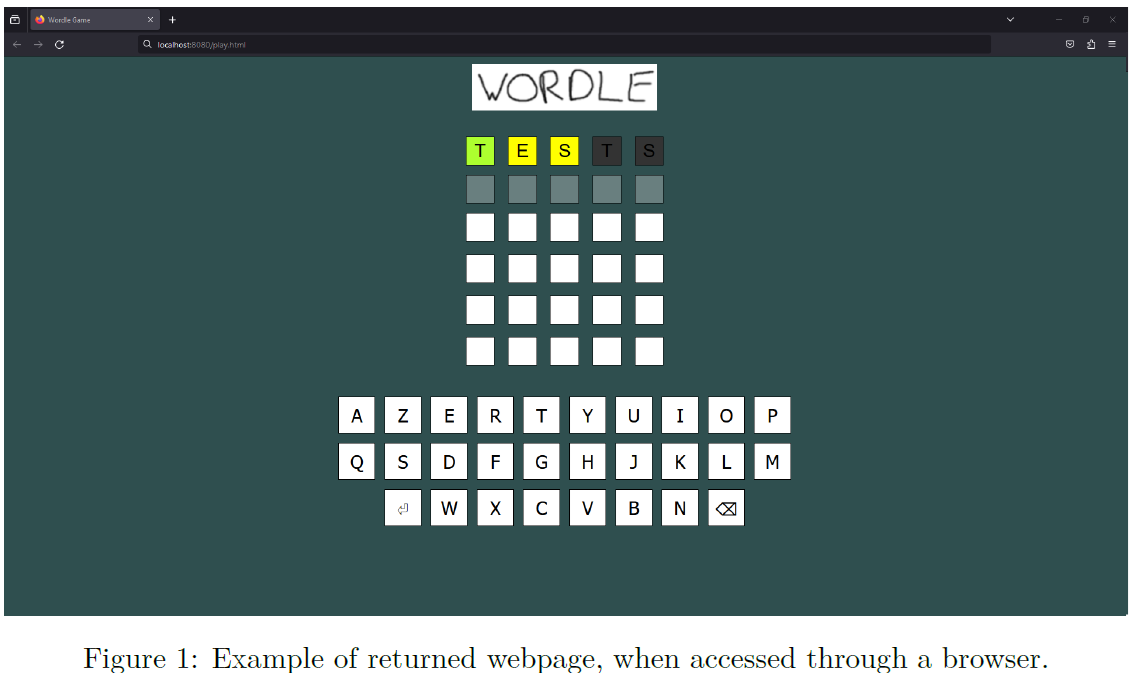 Wordle Game
localhost:8080/play.html
WORDLE
T E S T S
A Z E R T Y U I O P
Q S D F G H J K L M
⏎ W X C V B N ⌫
Figure 1: Example of returned webpage, when accessed through a browser.